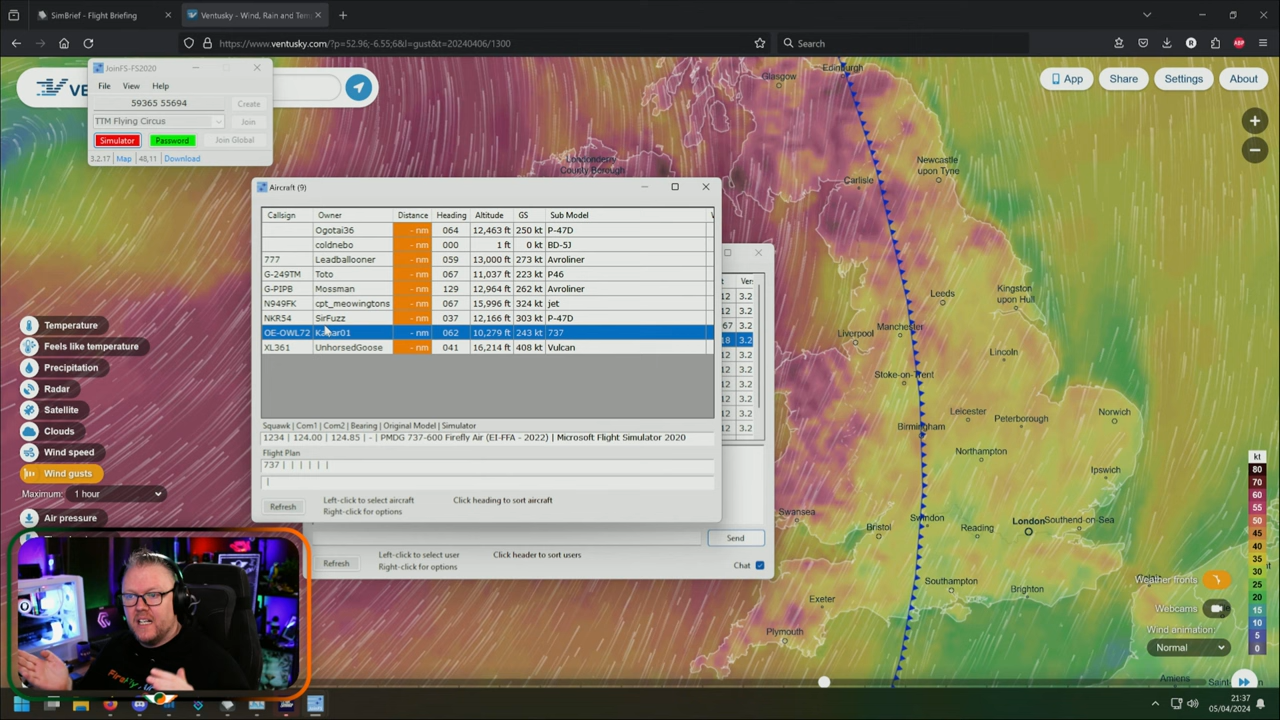 SimBrief - Flight Briefing
Ventusky - Wind, Rain and Tem
https://www.ventusky.com/?p=52.96;-6.55;6&l=gust&t=20240406/1300
Search
JoinFS-FS2020
File View Help
59365 55694
Create
TTM Flying Circus
Join
Simulator
Password
Join Global
3.2.17 Map 48,11 Download
App
Share
Settings
About
Glasgow
Edinburgh
Londonderry
County Borough
Newcastle
upon Tyne
Carlisle
Aircraft (9)
Callsign Owner Distance Heading Altitude GS Sub Model
Ogotai36 - nm 064 12,463 ft 250 kt P-47D
coldnebo - nm 000 1 ft 0 kt BD-5J
777 Leadballooner - nm 059 13,000 ft 273 kt Avroliner
G-249TM Toto - nm 067 11,037 ft 223 kt P46
G-PIPB Mossman - nm 129 12,964 ft 262 kt Avroliner
N949FK cpt_meowingtons - nm 067 15,996 ft 324 kt jet
NKR54 SirFuzz - nm 037 12,166 ft 303 kt P-47D
OE-OWL72 - nm 062 10,279 ft 243 kt 737
XL361 UnhorsedGoose - nm 041 16,214 ft 408 kt Vulcan
Squawk | Com1 | Com2 | Bearing | Original Model | Simulator
1234 | 124.00 | 124.85 | - | PMDG 737-600 Firefly Air (EI-FFA - 2022) | Microsoft Flight Simulator 2020
Flight Plan
737 | | | | | |
Refresh
Left-click to select aircraft
Right-click for options
Click heading to sort aircraft
Send
Refresh
Left-click to select user
Right-click for options
Click header to sort users
Chat
Temperature
Feels like temperature
Precipitation
Radar
Satellite
Clouds
Wind speed
Wind gusts
Maximum: 1 hour
Air pressure
Leeds
Kingston
upon Hull
Liverpool
Manchester
Lincoln
Stoke-on-Trent
Leicester
Peterborough
Norwich
Birmingham
Northampton
Ipswich
Swansea
Bristol
Swindon
Reading
London
Southend-on-Sea
Southampton
Brighton
Exeter
Plymouth
Amiens
kt
80
70
60
57
55
50
45
40
35
30
25
20
15
10
5
0
Weather fronts
Webcams
Wind animation:
Normal
21:37
05/04/2024